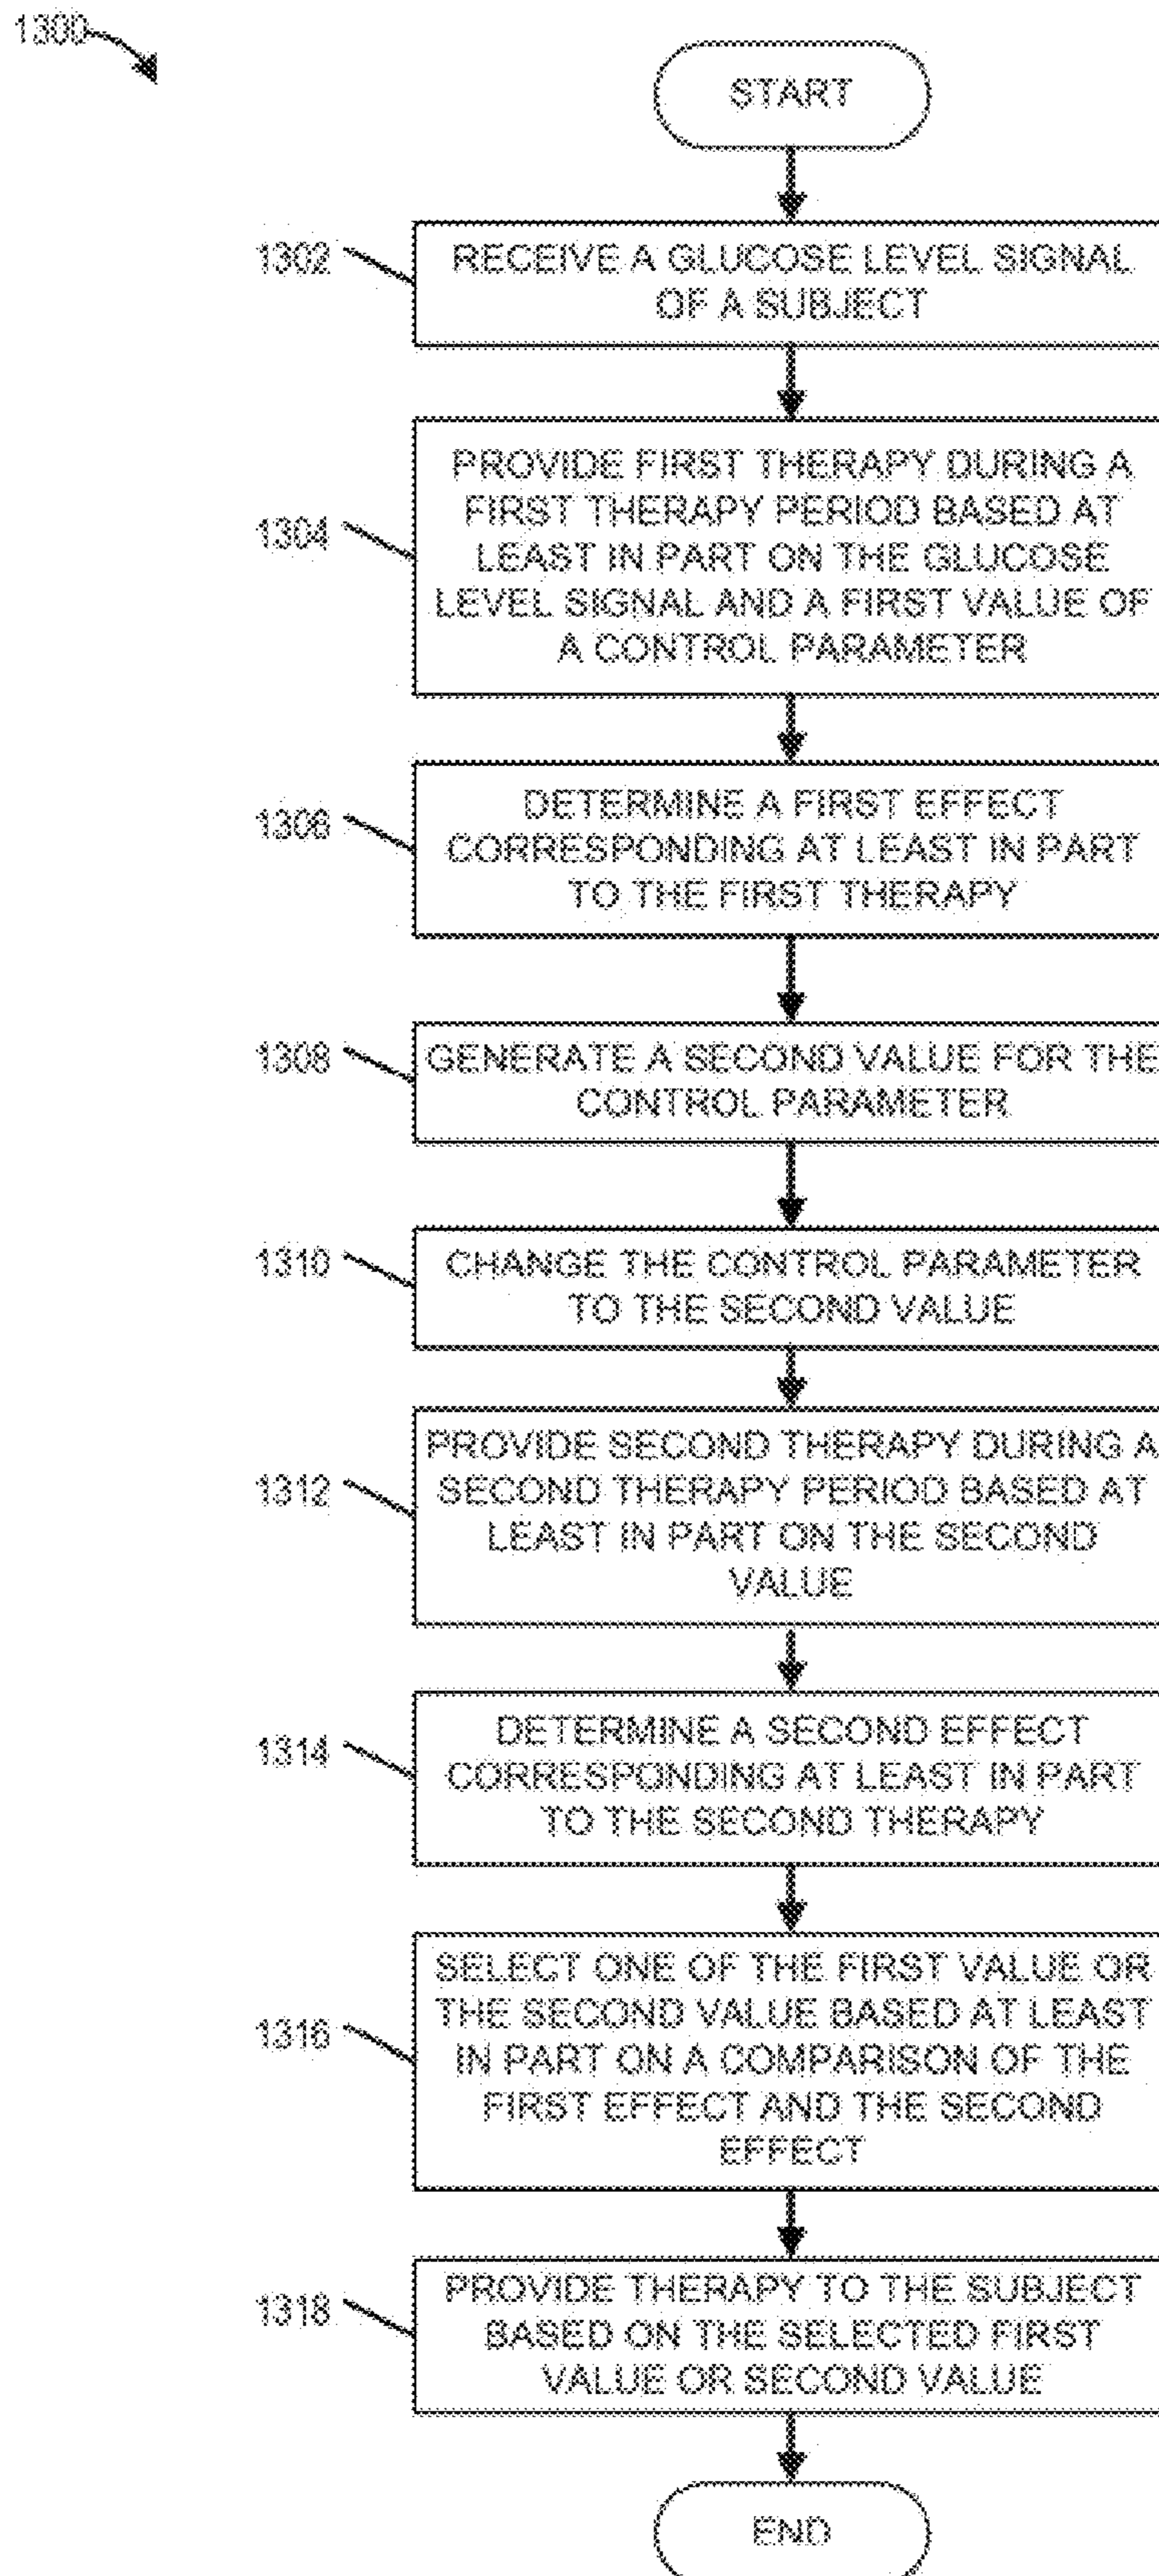 1300
START
1302
RECEIVE A GLUCOSE LEVEL SIGNAL
OF A SUBJECT
1304
PROVIDE FIRST THERAPY DURING A
FIRST THERAPY PERIOD BASED AT
LEAST IN PART ON THE GLUCOSE
LEVEL SIGNAL AND A FIRST VALUE OF
A CONTROL PARAMETER
1306
DETERMINE A FIRST EFFECT
CORRESPONDING AT LEAST IN PART
TO THE FIRST THERAPY
1308
GENERATE A SECOND VALUE FOR THE
CONTROL PARAMETER
1310
CHANGE THE CONTROL PARAMETER
TO THE SECOND VALUE
1312
PROVIDE SECOND THERAPY DURING A
SECOND THERAPY PERIOD BASED AT
LEAST IN PART ON THE SECOND
VALUE
1314
DETERMINE A SECOND EFFECT
CORRESPONDING AT LEAST IN PART
TO THE SECOND THERAPY
1316
SELECT ONE OF THE FIRST VALUE OR
THE SECOND VALUE BASED AT LEAST
IN PART ON A COMPARISON OF THE
FIRST EFFECT AND THE SECOND
EFFECT
1318
PROVIDE THERAPY TO THE SUBJECT
BASED ON THE SELECTED FIRST
VALUE OR SECOND VALUE
END